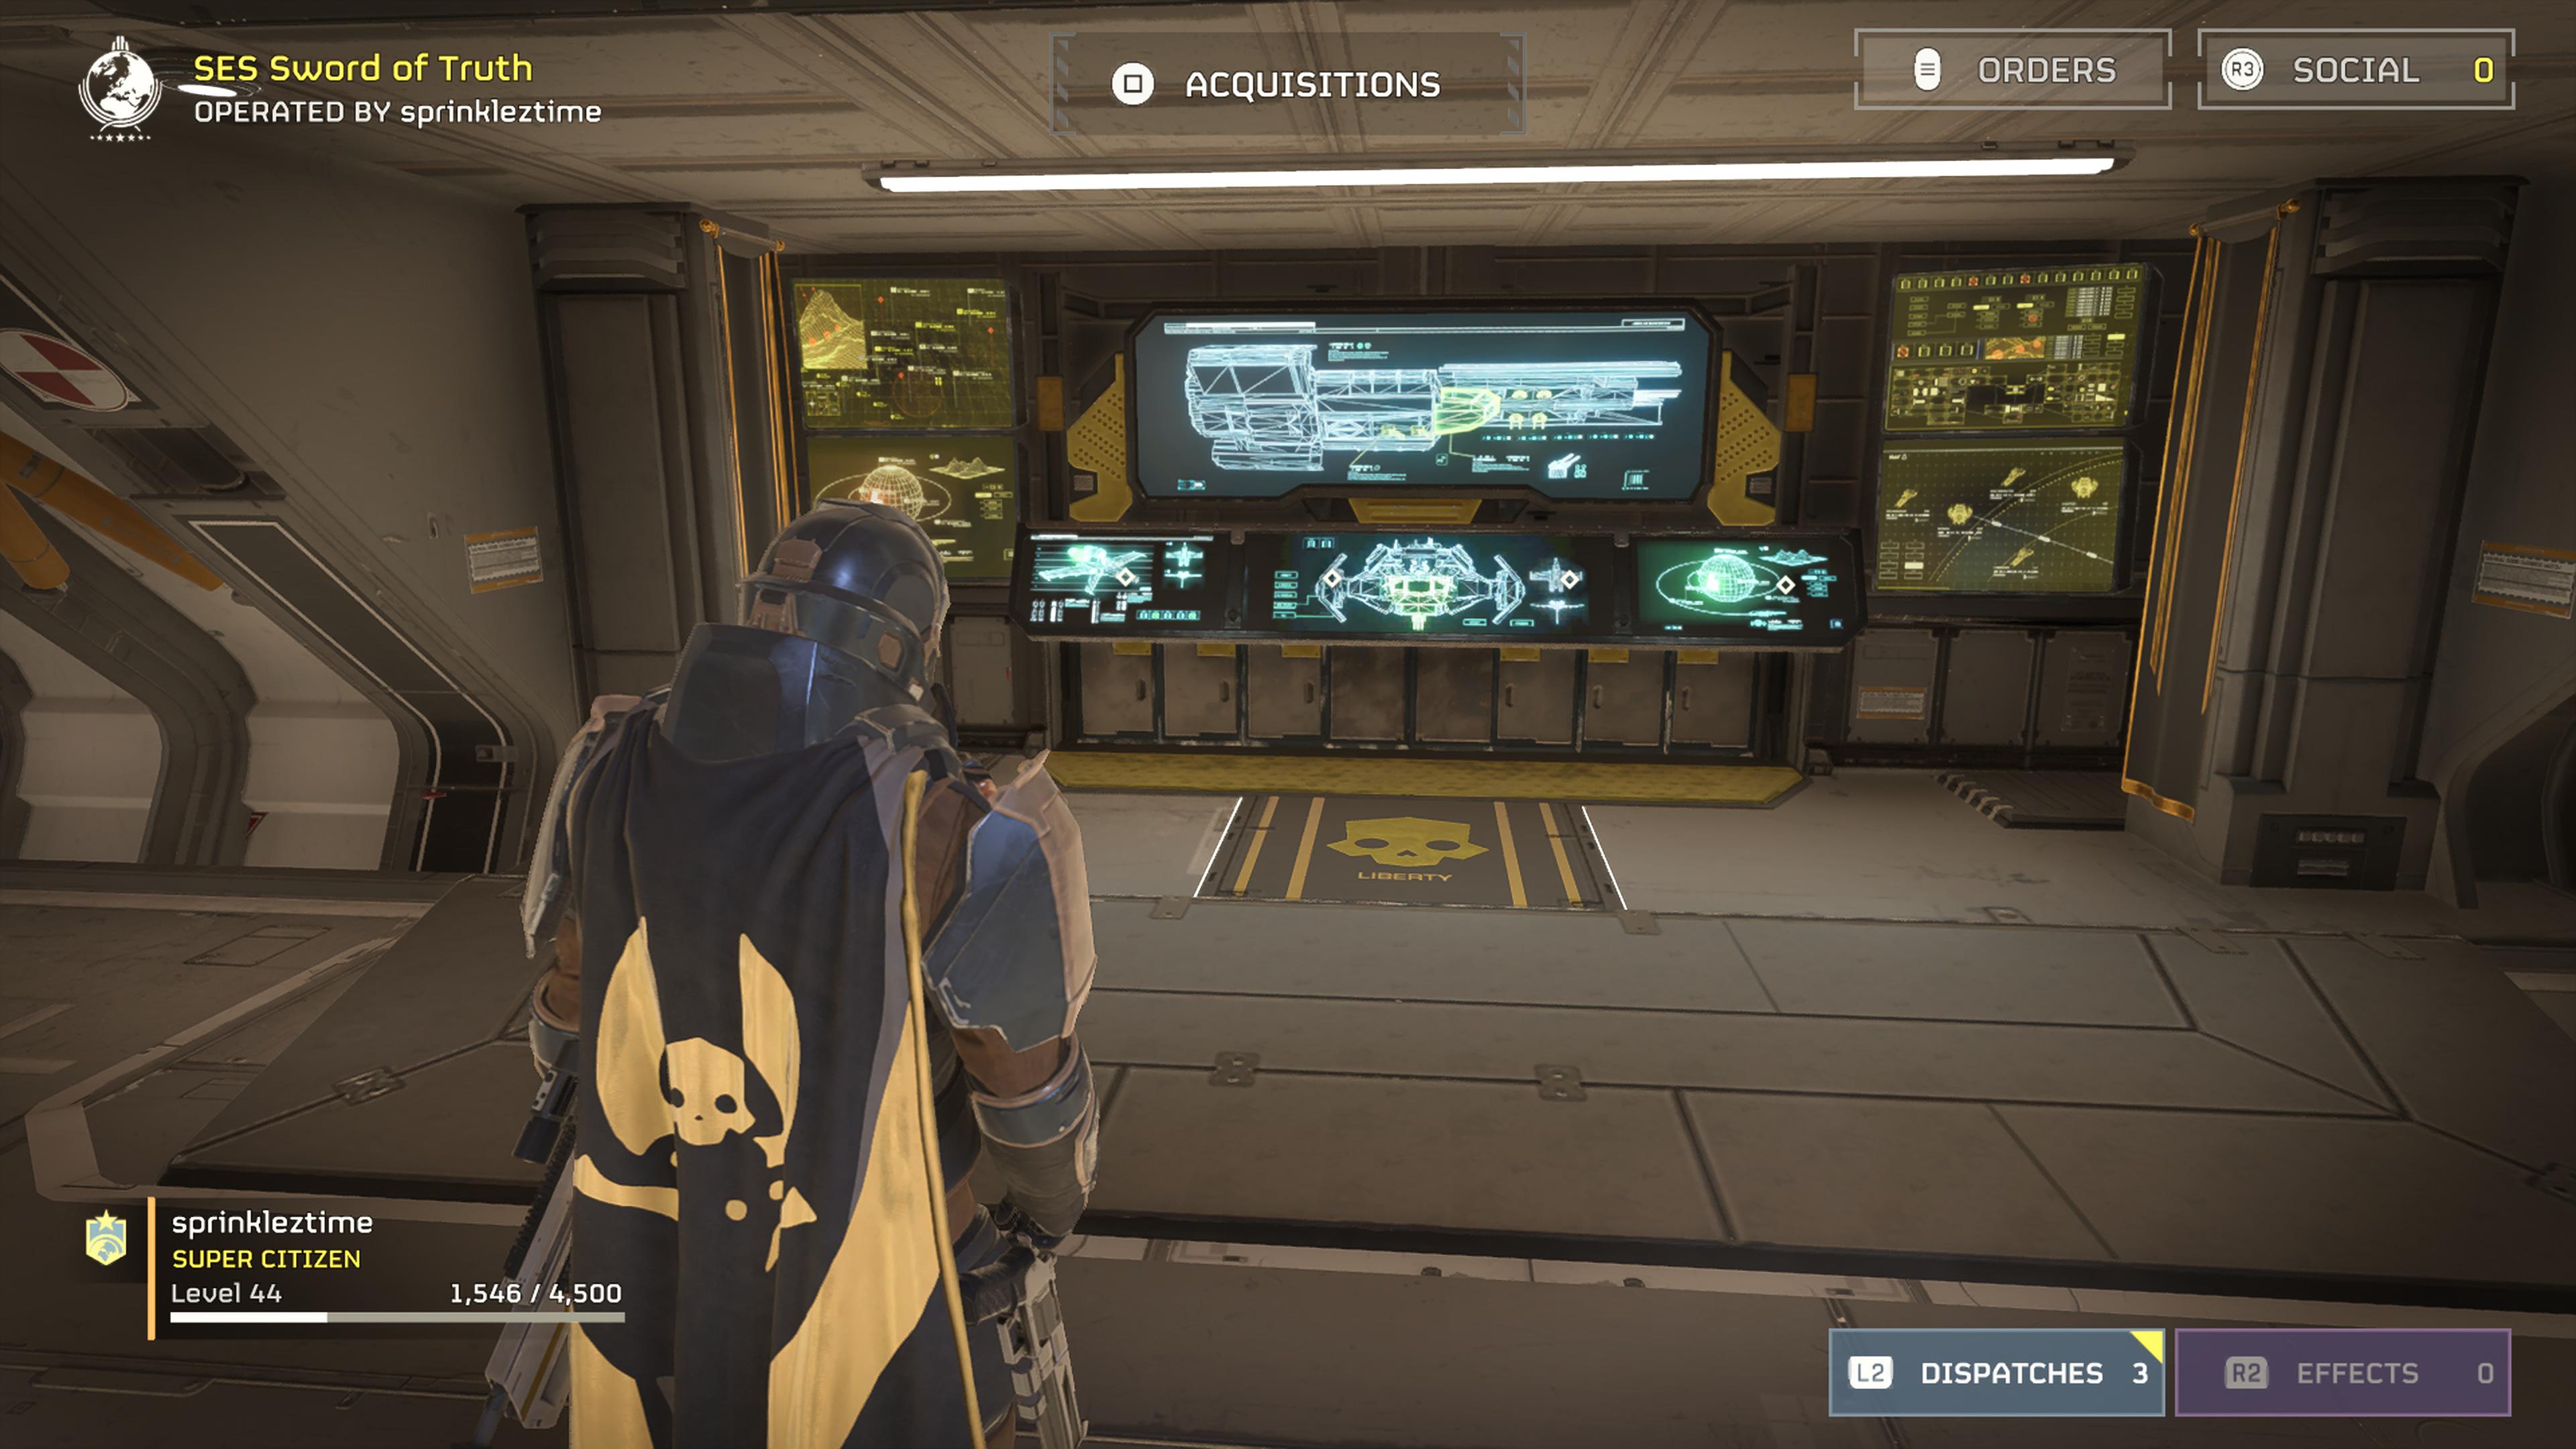 SES Sword of Truth
OPERATED BY sprinkleztime
ACQUISITIONS
ORDERS
R3 SOCIAL 0
LIBERTY
sprinkleztime
SUPER CITIZEN
Level 44 1,546 / 4,500
L2 DISPATCHES 3
R2 EFFECTS 0